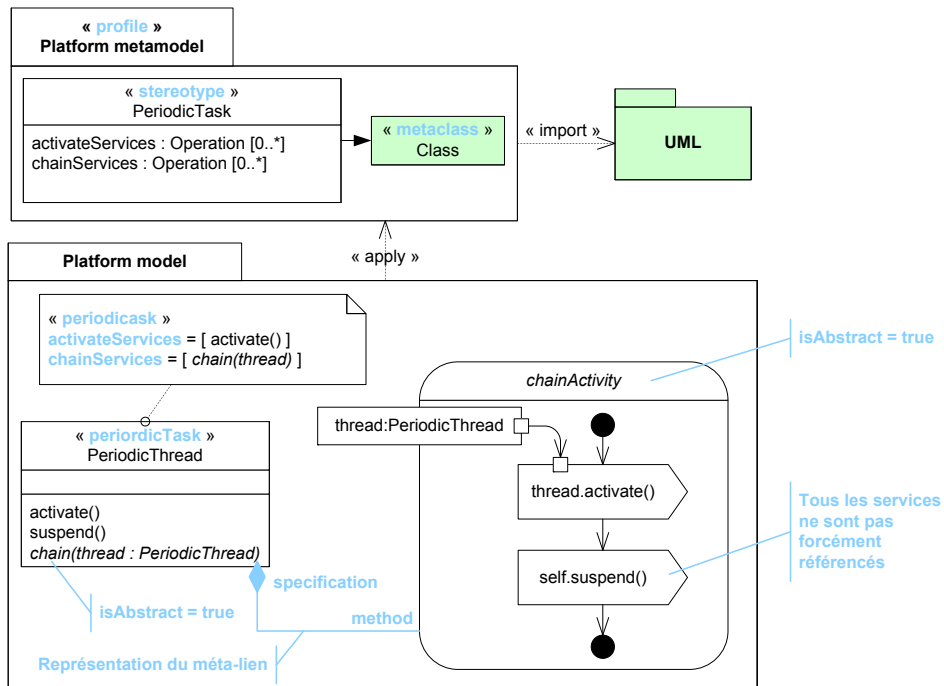 « profile »
Platform metamodel
« stereotype »
PeriodicTask
activateServices : Operation [0..*]
chainServices : Operation [0..*]
« metaclass »
Class
« import »
UML
« apply »
Platform model
« periodicask »
activateServices = [ activate() ]
chainServices = [ chain(thread) ]
isAbstract = true
chainActivity
thread:PeriodicThread
« periordicTask »
PeriodicThread
thread.activate()
activate()
suspend()
chain(thread : PeriodicThread)
Tous les services
ne sont pas
forcément
référencés
self.suspend()
specification
isAbstract = true
method
Représentation du méta-lien